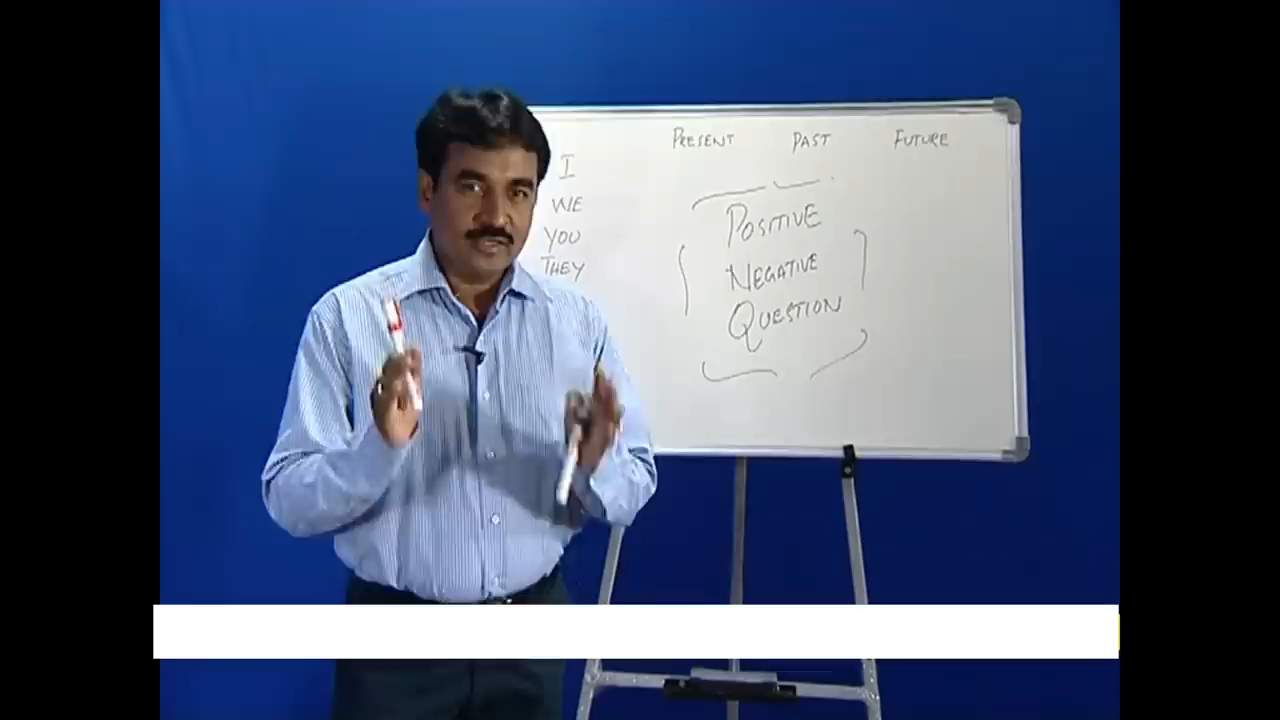 PRESENT PAST FUTURE
I
WE
YOU
THEY
POSITIVE
NEGATIVE
QUESTION